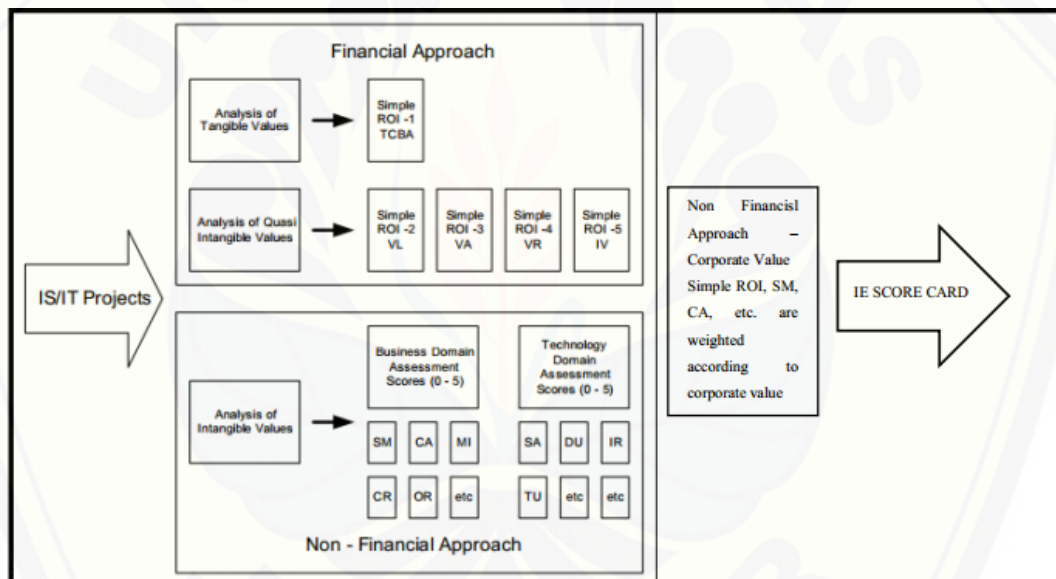 IS/IT Projects
Financial Approach
Analysis of
Tangible Values
Simple
ROI -1
TCBA
Analysis of Quasi
Intangible Values
Simple
ROI -2
VL
Simple
ROI -3
VA
Simple
ROI -4
VR
Simple
ROI -5
IV
Analysis of
Intangible Values
Business Domain
Assessment
Scores (0 - 5)
SM
CA
MI
CR
OR
etc
Technology
Domain
Assessment
Scores (0 - 5)
SA
DU
IR
TU
etc
etc
Non - Financial Approach
Non Financisl
Approach –
Corporate Value
Simple ROI, SM,
CA, etc. are
weighted
according to
corporate value
IE SCORE CARD